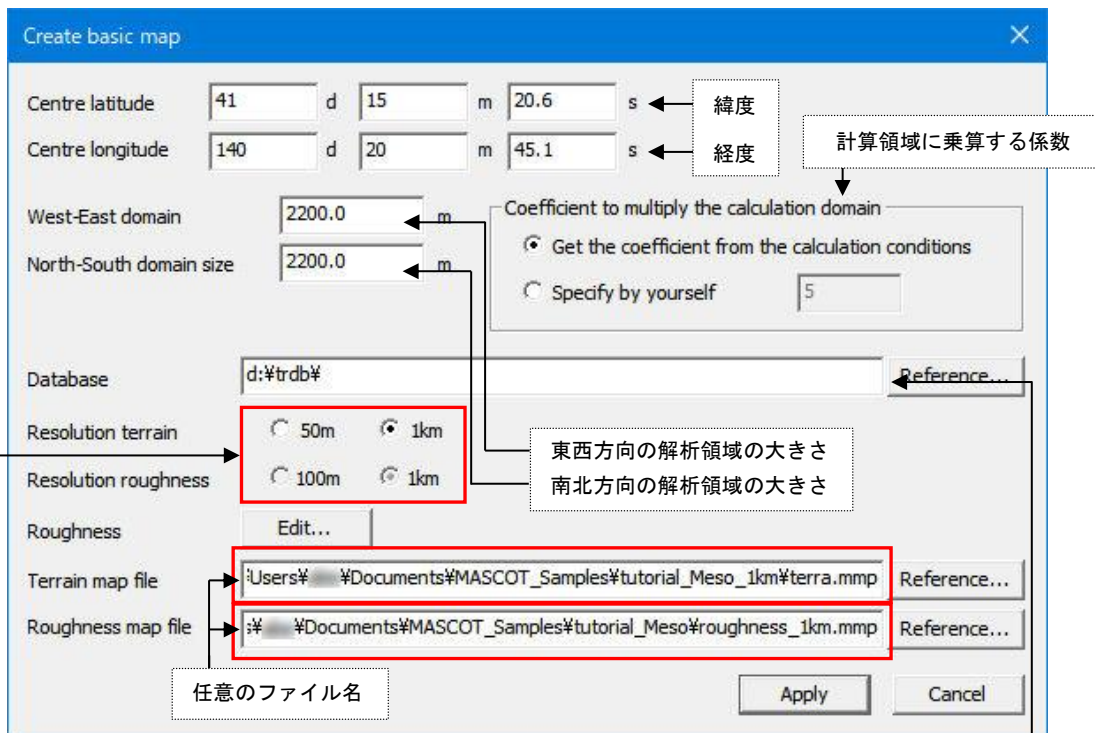 Create basic map
Centre latitude 41 d 15 m 20.6 s 緯度
Centre longitude 140 d 20 m 45.1 s 経度
計算領域に乗算する係数
West-East domain 2200.0 m
North-South domain size 2200.0 m
Coefficient to multiply the calculation domain
Get the coefficient from the calculation conditions
Specify by yourself 5
Database d:¥trdb¥ Reference...
Resolution terrain 50m 1km
Resolution roughness 100m 1km
東西方向の解析領域の大きさ
南北方向の解析領域の大きさ
Roughness Edit...
Terrain map file :Users¥ ¥Documents¥MASCOT_Samples¥tutorial_Meso_1km¥terra.mmp Reference...
Roughness map file ¥ ¥Documents¥MASCOT_Samples¥tutorial_Meso¥roughness_1km.mmp Reference...
任意のファイル名
Apply Cancel